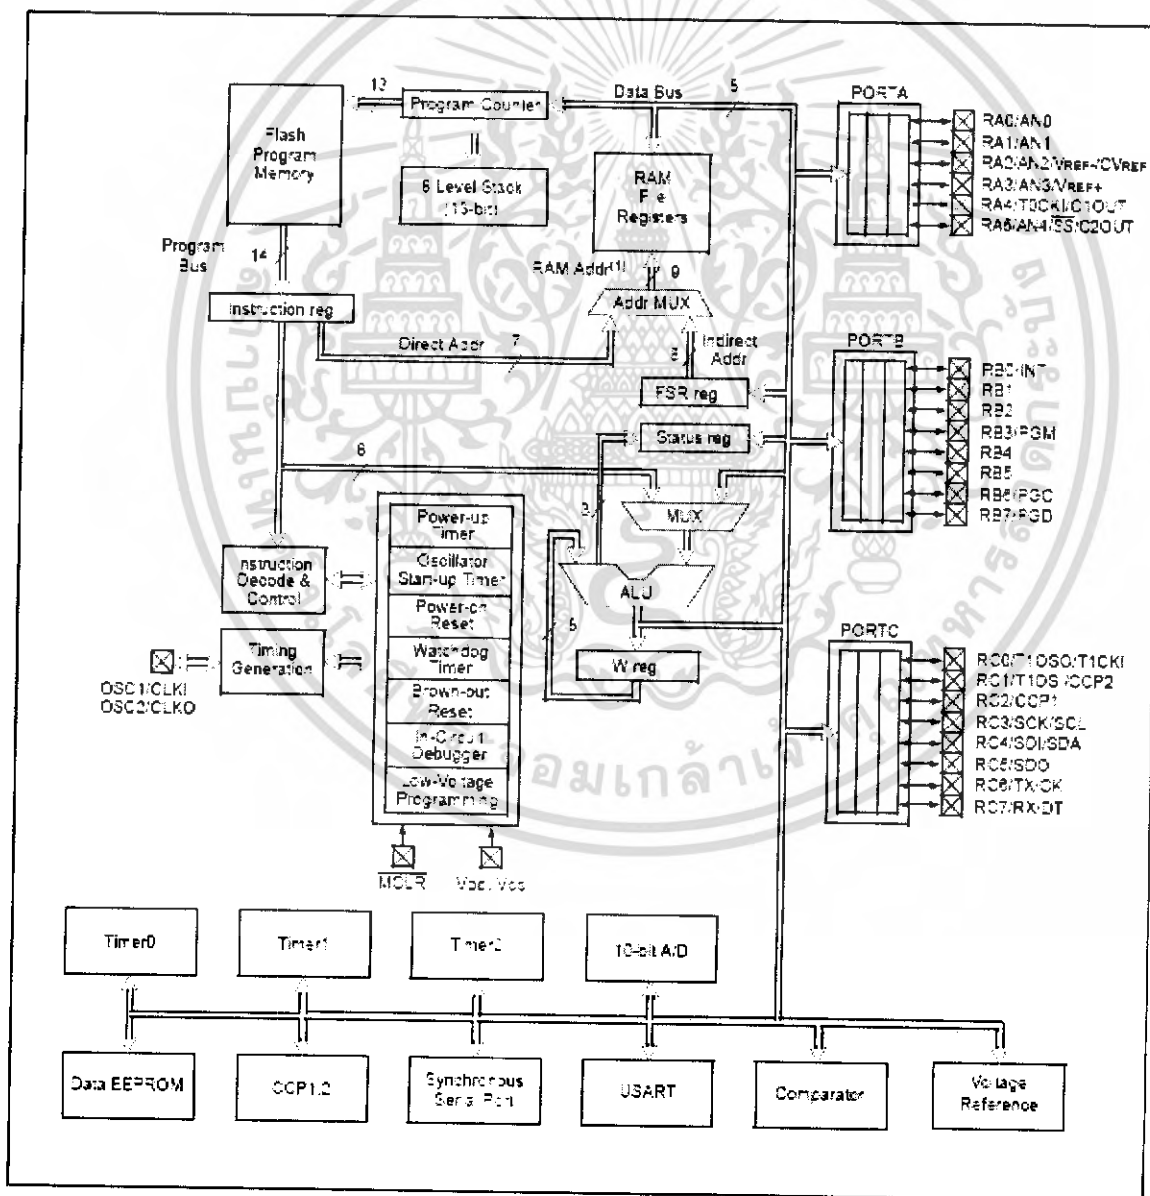 13
Program Counter
Data Bus
PORTA
Flash
Program
Memory
8 Level Stack
(13-bit)
RAM
File
Registers
RA0/AN0
RA1/AN1
RA2/AN2/VREF-/CVREF
RA3/AN3/VREF+
RA4/T0CKI/C1OUT
RA5/AN4/SS/C2OUT
Program
Bus
14
RAM Addr(1)
9
Addr MUX
Instruction reg
Direct Addr
7
Indirect
Addr
8
FSR reg
Status reg
PORTB
RB0/INT
RB1
RB2
RB3/PGM
RB4
RB5
RB6/PGC
RB7/PGD
8
3
MUX
Power-up
Timer
Oscillator
Start-up Timer
Power-on
Reset
Watchdog
Timer
Brown-out
Reset
In-Circuit
Debugger
Low-Voltage
Programming
Instruction
Decode &
Control
ALU
8
W reg
Timing
Generation
OSC1/CLKI
OSC2/CLKO
MCLR
VDD, VSS
PORTC
RC0/T1OSO/T1CKI
RC1/T1OSI/CCP2
RC2/CCP1
RC3/SCK/SCL
RC4/SDI/SDA
RC5/SDO
RC6/TX/CK
RC7/RX/DT
Timer0
Timer1
Timer2
10-bit A/D
Data EEPROM
CCP1,2
Synchronous
Serial Port
USART
Comparator
Voltage
Reference